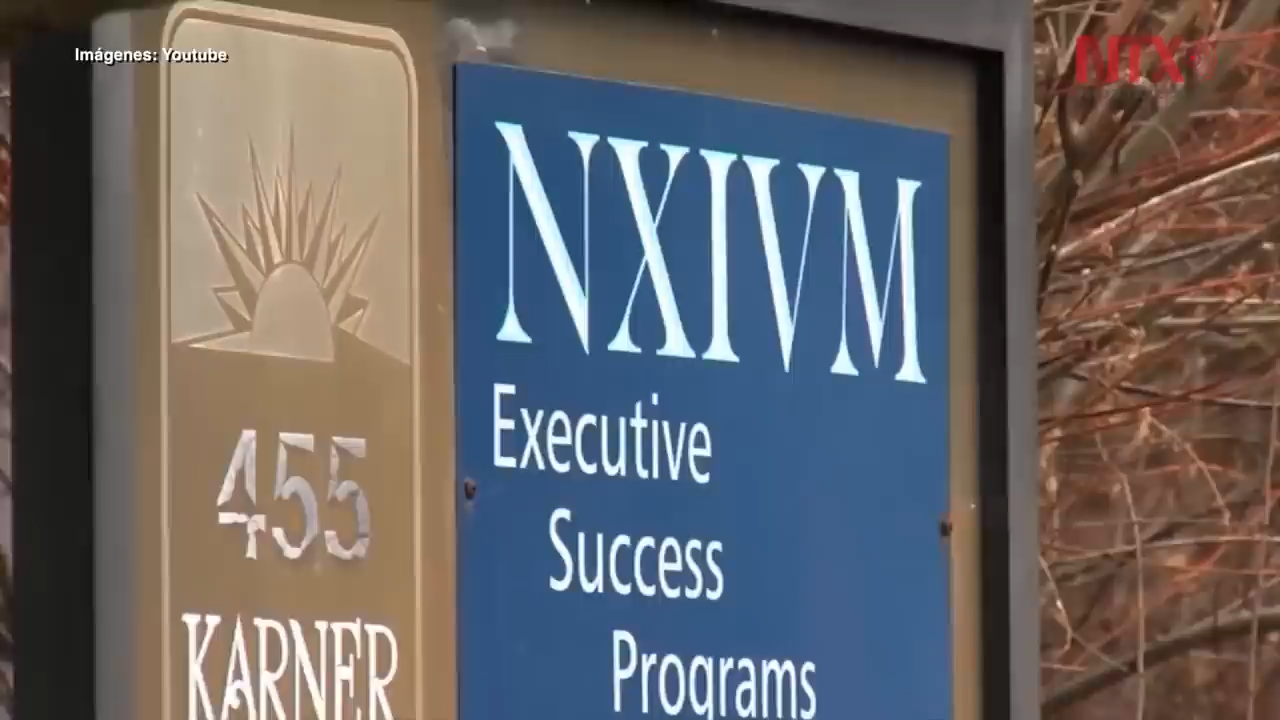 Imágenes: Youtube
NTX
455
KARNER
NXIVM
Executive
Success
Programs